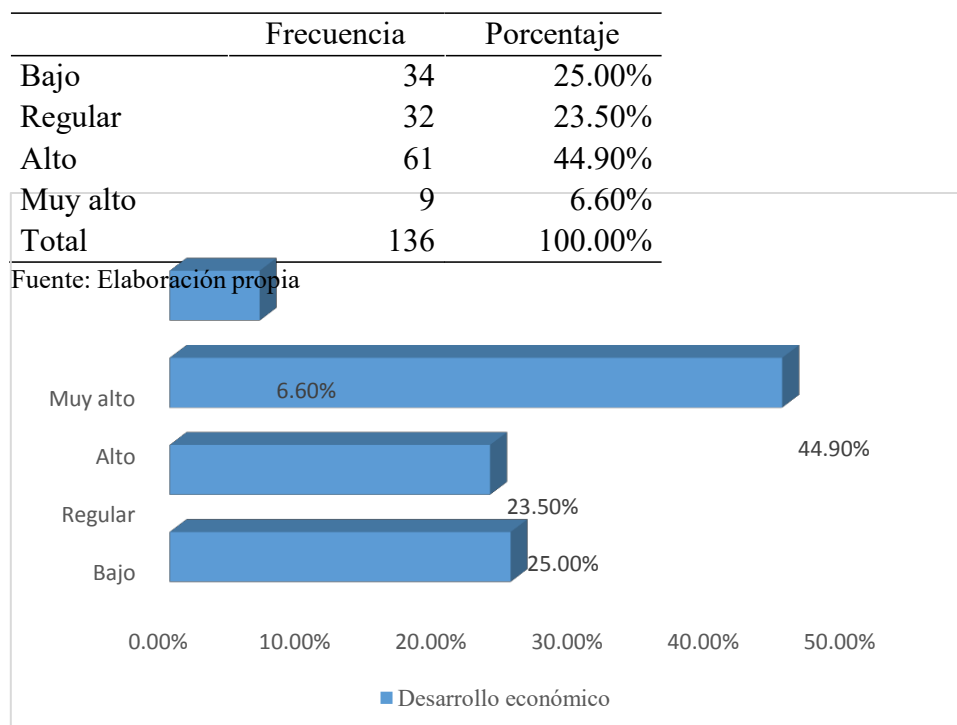 Frecuencia Porcentaje
Bajo 34 25.00%
Regular 32 23.50%
Alto 61 44.90%
Muy alto 9 6.60%
Total 136 100.00%
Fuente: Elaboración propia
Muy alto 6.60%
Alto 44.90%
Regular 23.50%
Bajo 25.00%
0.00% 10.00% 20.00% 30.00% 40.00% 50.00%
Desarrollo económico